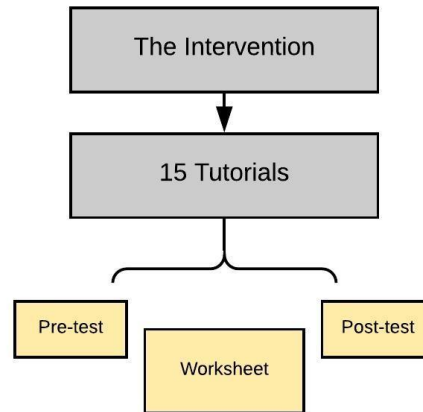 The Intervention
15 Tutorials
Pre-test
Worksheet
Post-test